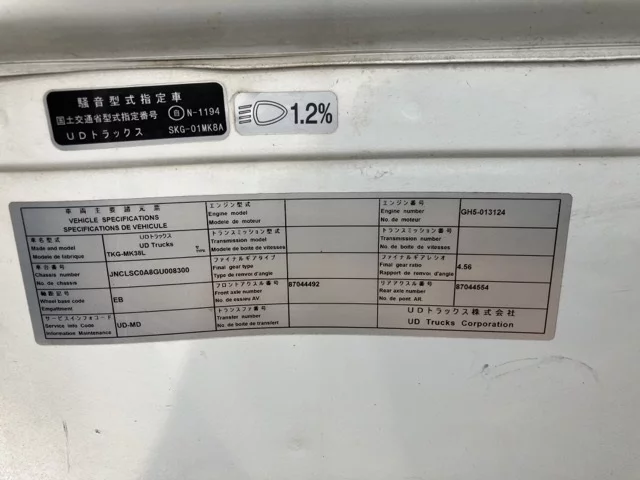 騒音型式指定車
国土交通省型式指定番号 自 N-1194
UDトラックス SKG-01MK8A
1.2%
車両主要諸元票
VEHICLE SPECIFICATIONS
SPECIFICATIONS DE VEHICULE
車名型式
Make and model
Modele de fabrique
UDトラックス
UD Trucks
TKG-MK38L
車台番号
Chassis number
No. de chassis
JNCLSC0A8GU008300
軸距記号
Wheel base code
Empattement
EB
サービスインフォコード
Service Info Code
Information Maintenance
UD-MD
エンジン型式
Engine model
Modele de moteur
トランスミッション型式
Transmission model
Modele de boite de vitesses
ファイナルギアタイプ
Final gear type
Type de renvoi d'angle
フロントアクスル番号
Front axle number
No. de essieu AV.
87044492
トランスファ番号
Transfer number
No. de boite de transfert
エンジン番号
Engine number
No. de moteur
GH5-013124
トランスミッション番号
Transmission number
No. de boite de vitesses
ファイナルギアレシオ
Final gear ratio
Rapport de renvoi d'angle
4.56
リアアクスル番号
Rear axle number
No. de pont AR.
87044554
UDトラックス株式会社
UD Trucks Corporation